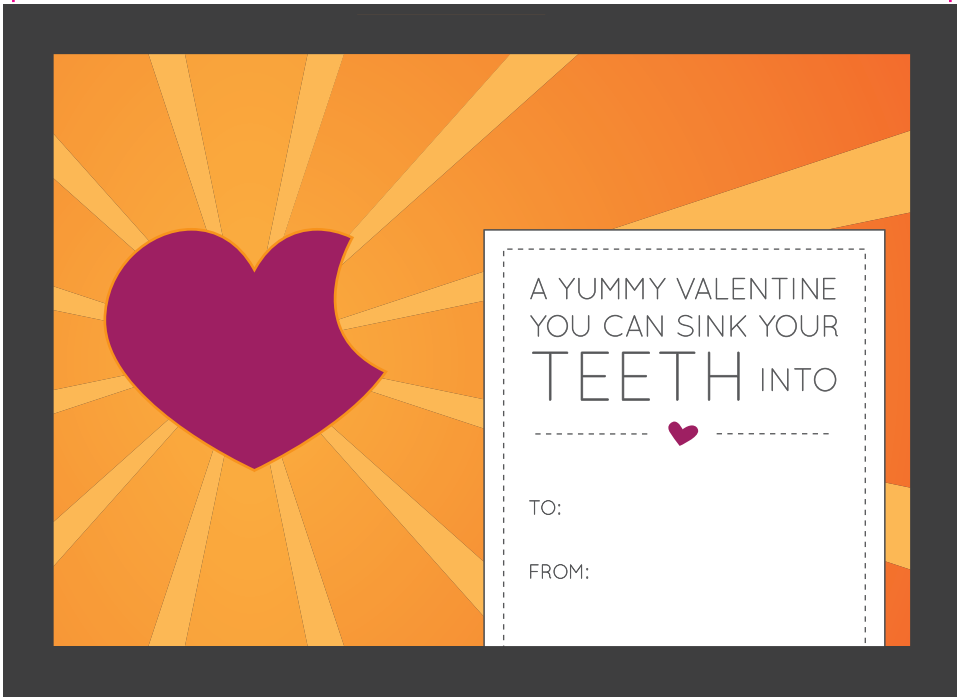 A YUMMY VALENTINE
YOU CAN SINK YOUR
TEETH INTO
TO:
FROM: